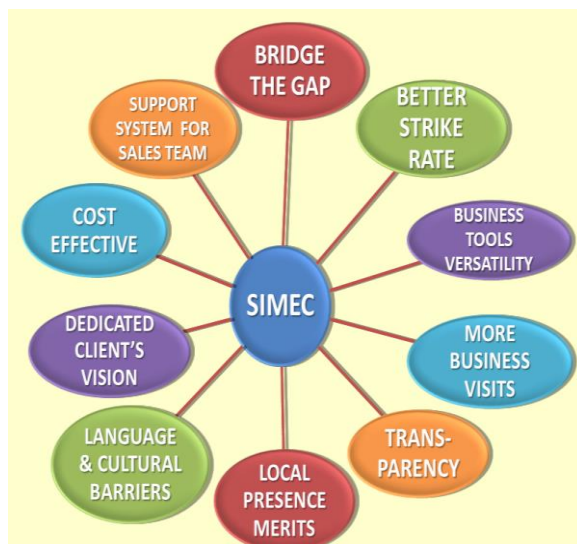 BRIDGE
THE GAP
BETTER
STRIKE
RATE
BUSINESS
TOOLS
VERSATILITY
MORE
BUSINESS
VISITS
TRANS-
PARENCY
LOCAL
PRESENCE
MERITS
LANGUAGE
& CULTURAL
BARRIERS
DEDICATED
CLIENT'S
VISION
COST
EFFECTIVE
SUPPORT
SYSTEM FOR
SALES TEAM
SIMEC